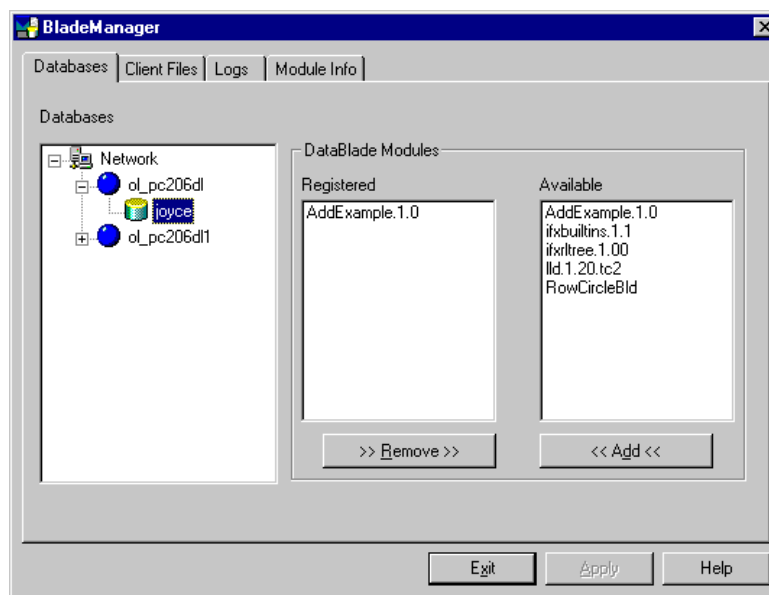 BladeManager
Databases Client Files Logs Module Info
Databases
Network
ol_pc206dl
joyce
ol_pc206dl1
DataBlade Modules
Registered
AddExample.1.0
>> Remove >>
Available
AddExample.1.0
ifxbuiltins.1.1
ifxrltree.1.00
lld.1.20.tc2
RowCircleBld
<< Add <<
Exit Apply Help